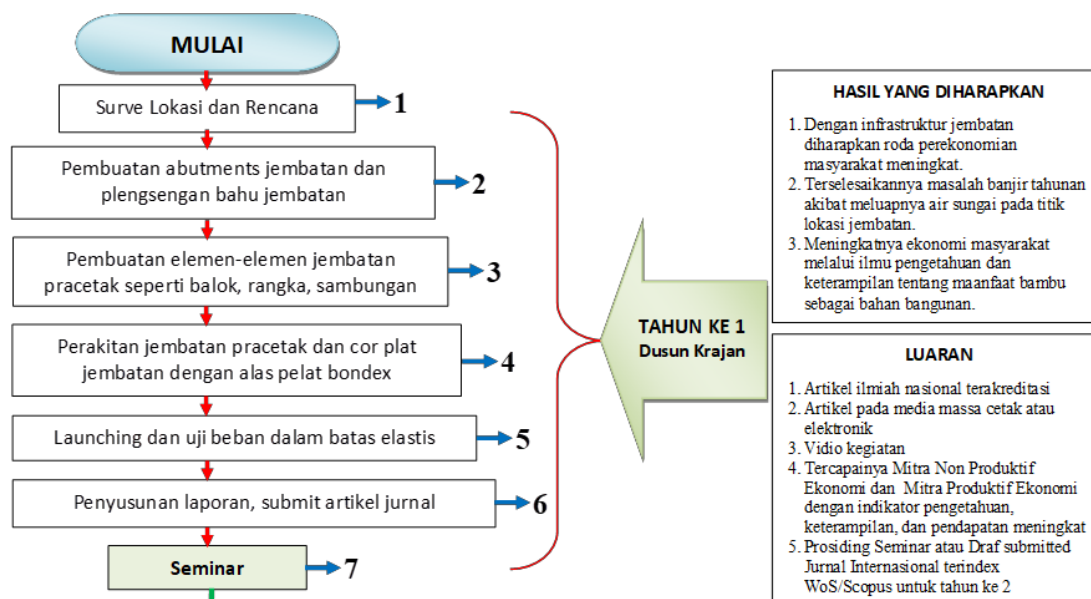 MULAI
Surve Lokasi dan Rencana
1
Pembuatan abutments jembatan dan
plengsengan bahu jembatan
2
Pembuatan elemen-elemen jembatan
pracetak seperti balok, rangka, sambungan
3
Perakitan jembatan pracetak dan cor plat
jembatan dengan alas pelat bondex
4
Launching dan uji beban dalam batas elastis
5
Penyusunan laporan, submit artikel jurnal
6
Seminar
7
TAHUN KE 1
Dusun Krajan
HASIL YANG DIHARAPKAN
1. Dengan infrastruktur jembatan
diharapkan roda perekonomian
masyarakat meningkat.
2. Terselesaikannya masalah banjir tahunan
akibat meluapnya air sungai pada titik
lokasi jembatan.
3. Meningkatnya ekonomi masyarakat
melalui ilmu pengetahuan dan
keterampilan tentang maanfaat bambu
sebagai bahan bangunan.
LUARAN
1. Artikel ilmiah nasional terakreditasi
2. Artikel pada media massa cetak atau
elektronik
3. Vidio kegiatan
4. Tercapainya Mitra Non Produktif
Ekonomi dan Mitra Produktif Ekonomi
dengan indikator pengetahuan,
keterampilan, dan pendapatan meningkat
5. Prosiding Seminar atau Draf submitted
Jurnal Internasional terindex
WoS/Scopus untuk tahun ke 2